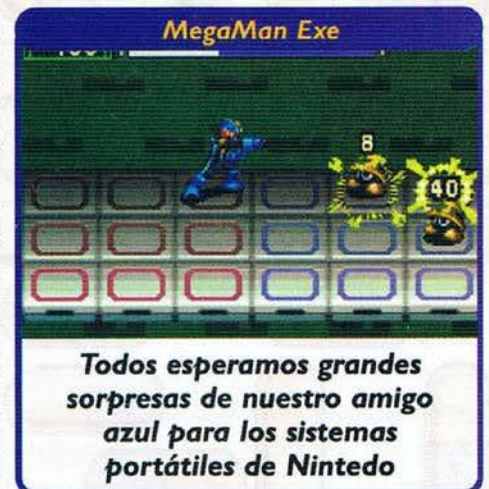 MegaMan Exe
8
40
Todos esperamos grandes
sorpresas de nuestro amigo
azul para los sistemas
portátiles de Nintedo